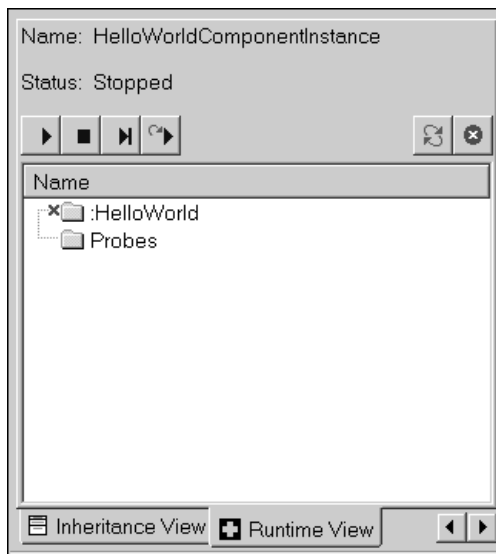 Name: HelloWorldComponentInstance
Status: Stopped
Name
:HelloWorld
Probes
Inheritance View Runtime View